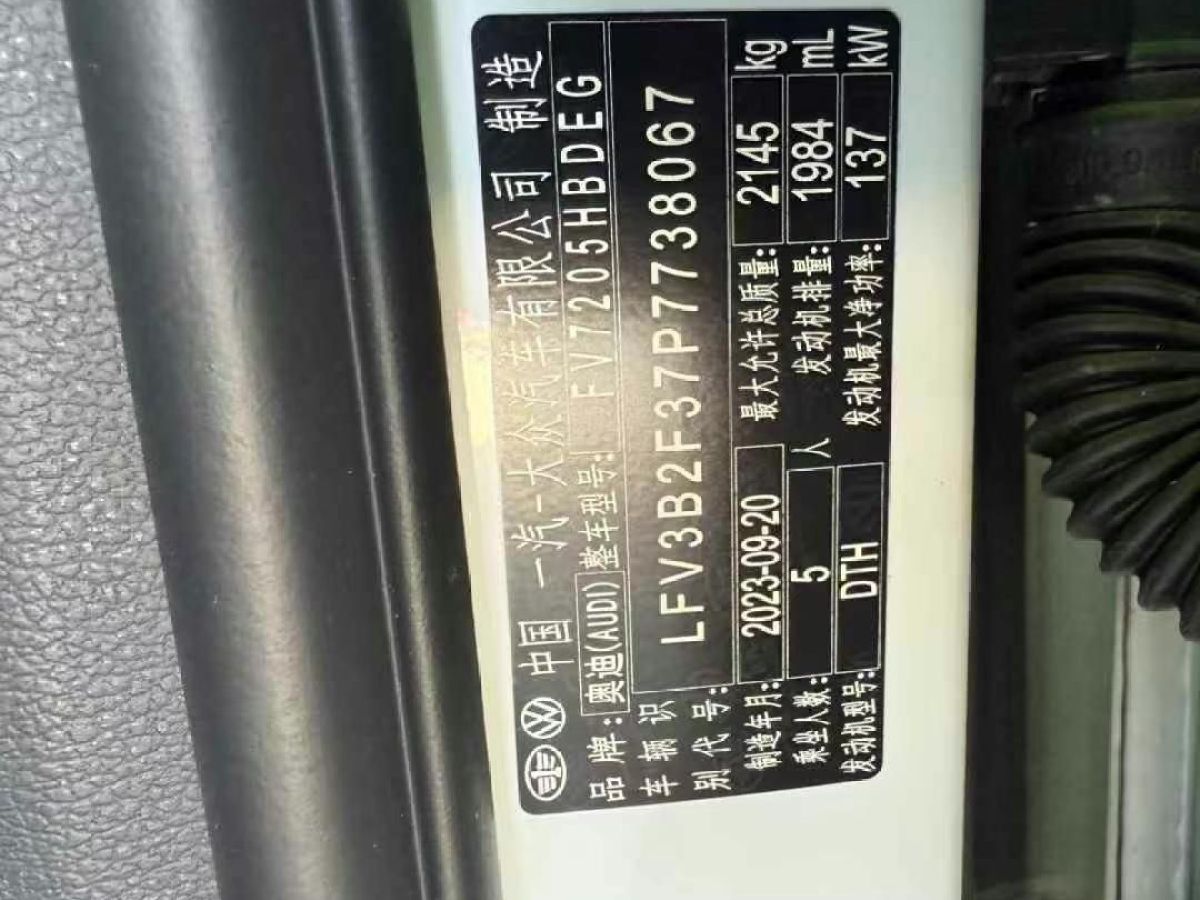 中国 一汽-大众汽车有限公司 制造
品牌: 奥迪(AUDI) 整车型号: FV7205HBDEG
车辆识别代号: LFV3B2F37P7738067
制造年月: 2023-09-20 最大允许总质量: 2145 kg
乘坐人数: 5 人 发动机排量: 1984 mL
发动机型号: DTH 发动机最大净功率: 137 kW